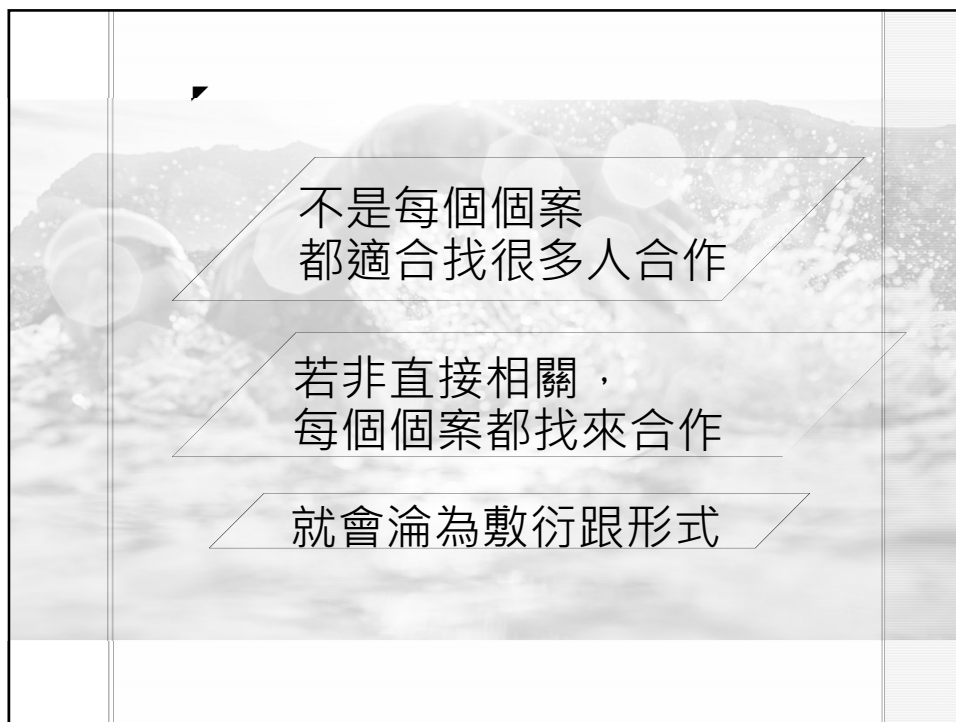 不是每個個案
都適合找很多人合作
若非直接相關，
每個個案都找來合作
就會淪為敷衍跟形式